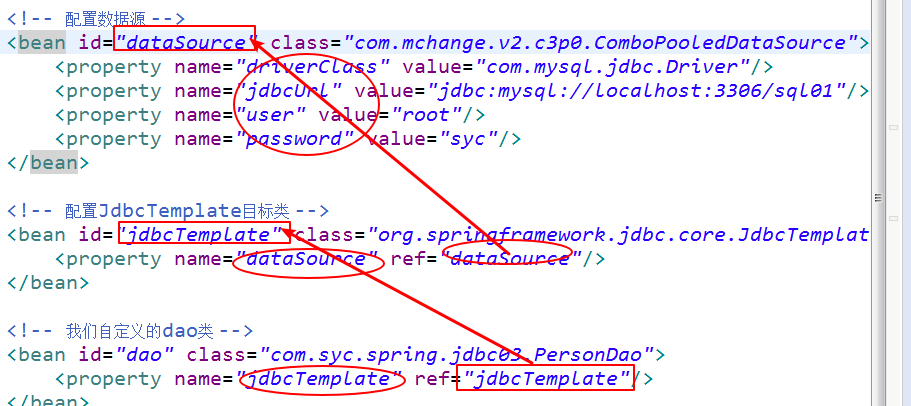 <!-- 配置数据源 -->
<bean id="dataSource" class="com.mchange.v2.c3p0.ComboPooledDataSource">
<property name="driverClass" value="com.mysql.jdbc.Driver"/>
<property name="jdbcUrl" value="jdbc:mysql://localhost:3306/sql01"/>
<property name="user" value="root"/>
<property name="password" value="syc"/>
</bean>
<!-- 配置JdbcTemplate目标类 -->
<bean id="jdbcTemplate" class="org.springframework.jdbc.core.JdbcTemplat
<property name="dataSource" ref="dataSource"/>
</bean>
<!-- 我们自定义的dao类 -->
<bean id="dao" class="com.syc.spring.jdbc03.PersonDao">
<property name="jdbcTemplate" ref="jdbcTemplate"/>
</bean>